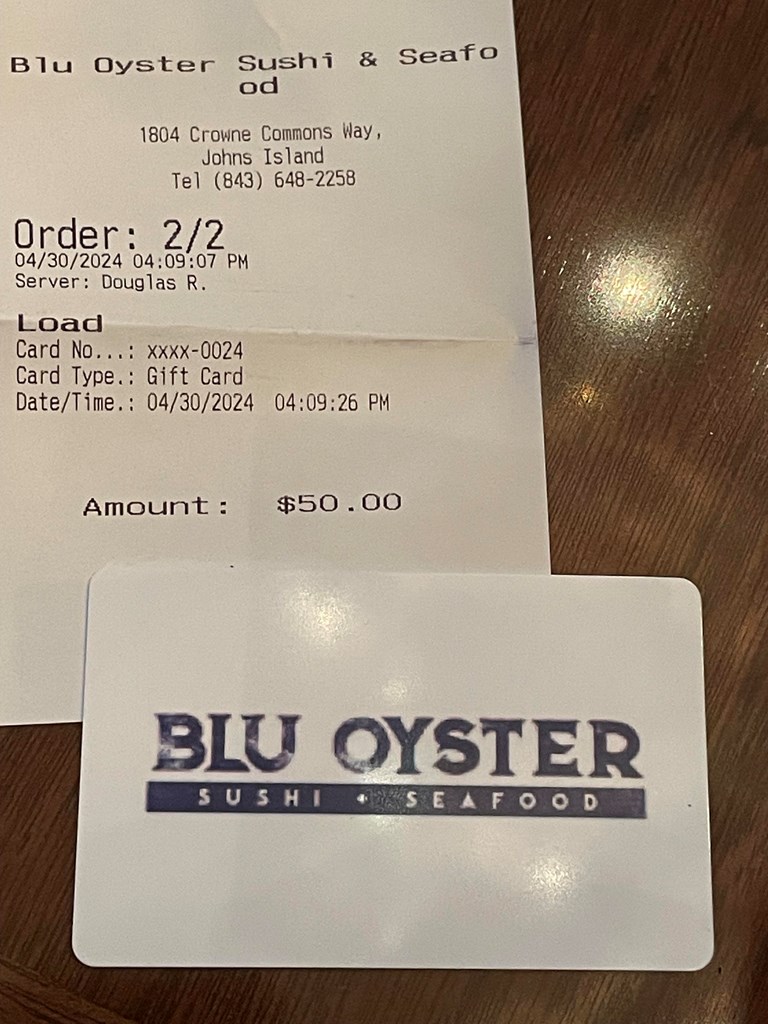 Blu Oyster Sushi & Seafo
od
1804 Crowne Commons Way,
Johns Island
Tel (843) 648-2258
Order: 2/2
04/30/2024 04:09:07 PM
Server: Douglas R.
Load
Card No...: xxxx-0024
Card Type.: Gift Card
Date/Time.: 04/30/2024 04:09:26 PM
Amount: $50.00
BLU OYSTER
SUSHI + SEAFOOD